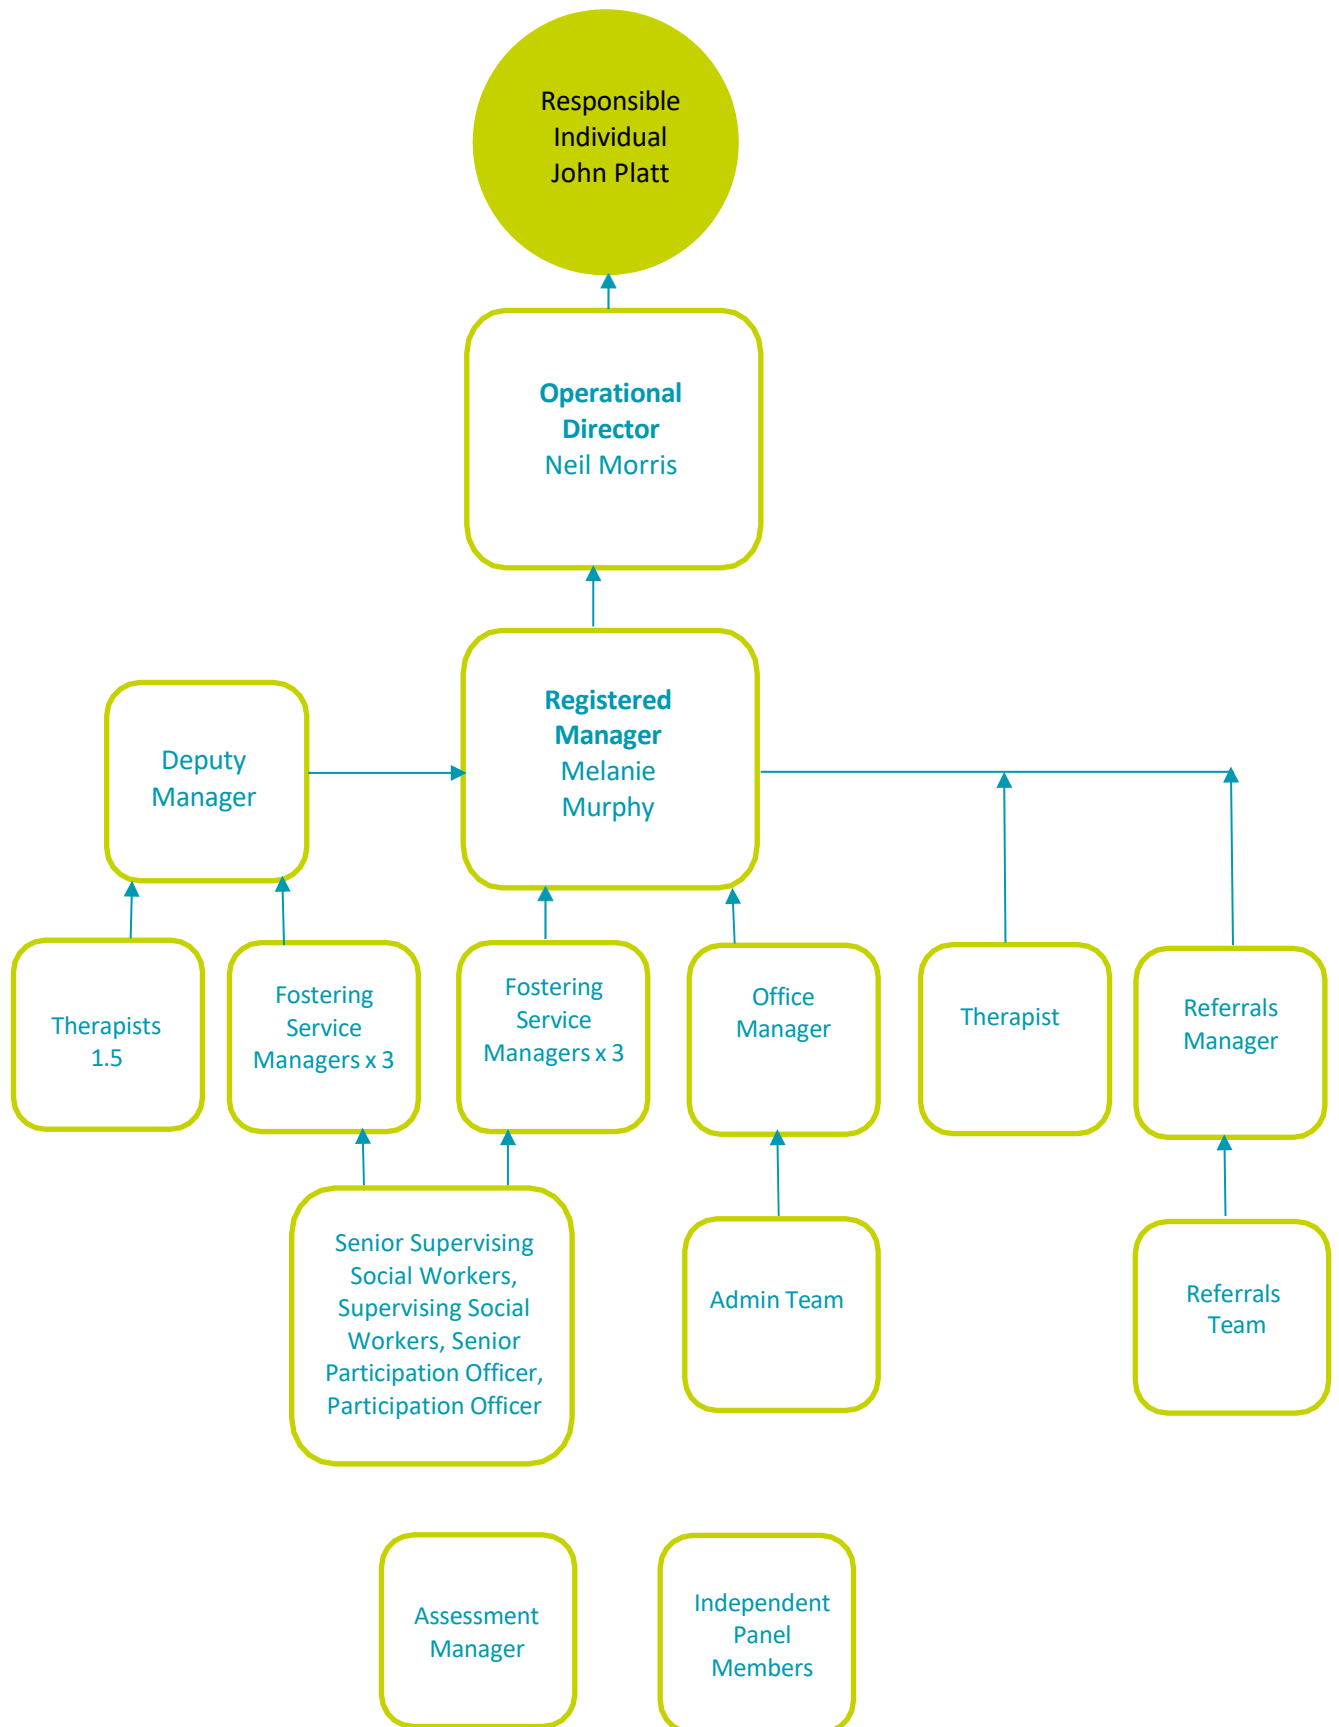 Responsible
Individual
John Platt
Operational
Director
Neil Morris
Registered
Manager
Melanie
Murphy
Deputy
Manager
Therapists
1.5
Fostering
Service
Managers x 3
Fostering
Service
Managers x 3
Office
Manager
Therapist
Referrals
Manager
Senior Supervising
Social Workers,
Supervising Social
Workers, Senior
Participation Officer,
Participation Officer
Admin Team
Referrals
Team
Assessment
Manager
Independent
Panel
Members